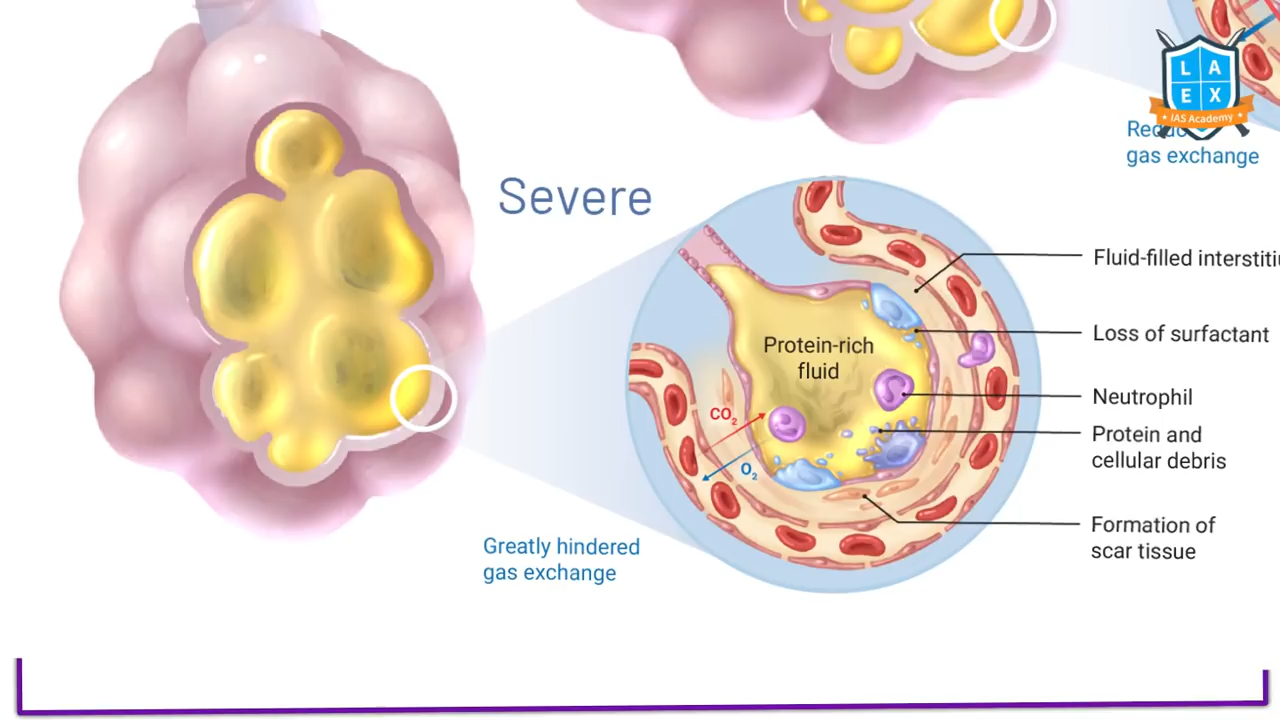 L A
E X
IAS Academy
gas exchange
Severe
Fluid-filled
Loss of surfactant
Protein-rich
fluid
Neutrophil
CO₂
Protein and
cellular debris
O₂
Formation of
scar tissue
Greatly hindered
gas exchange